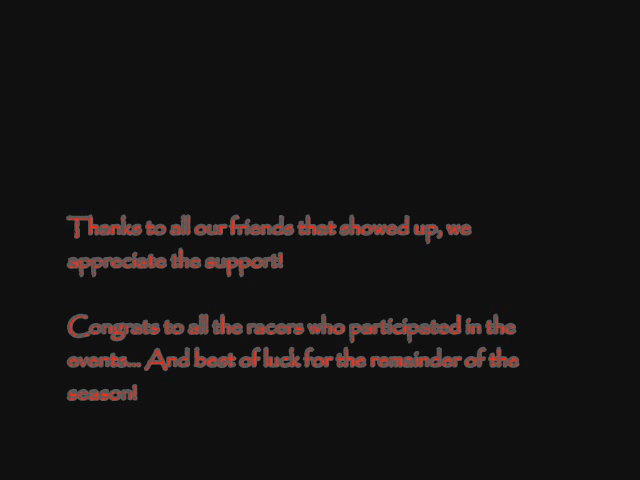 Thanks to all our friends that showed up, we
appreciate the support!
Congrats to all the racers who participated in the
events... And best of luck for the remainder of the
season!